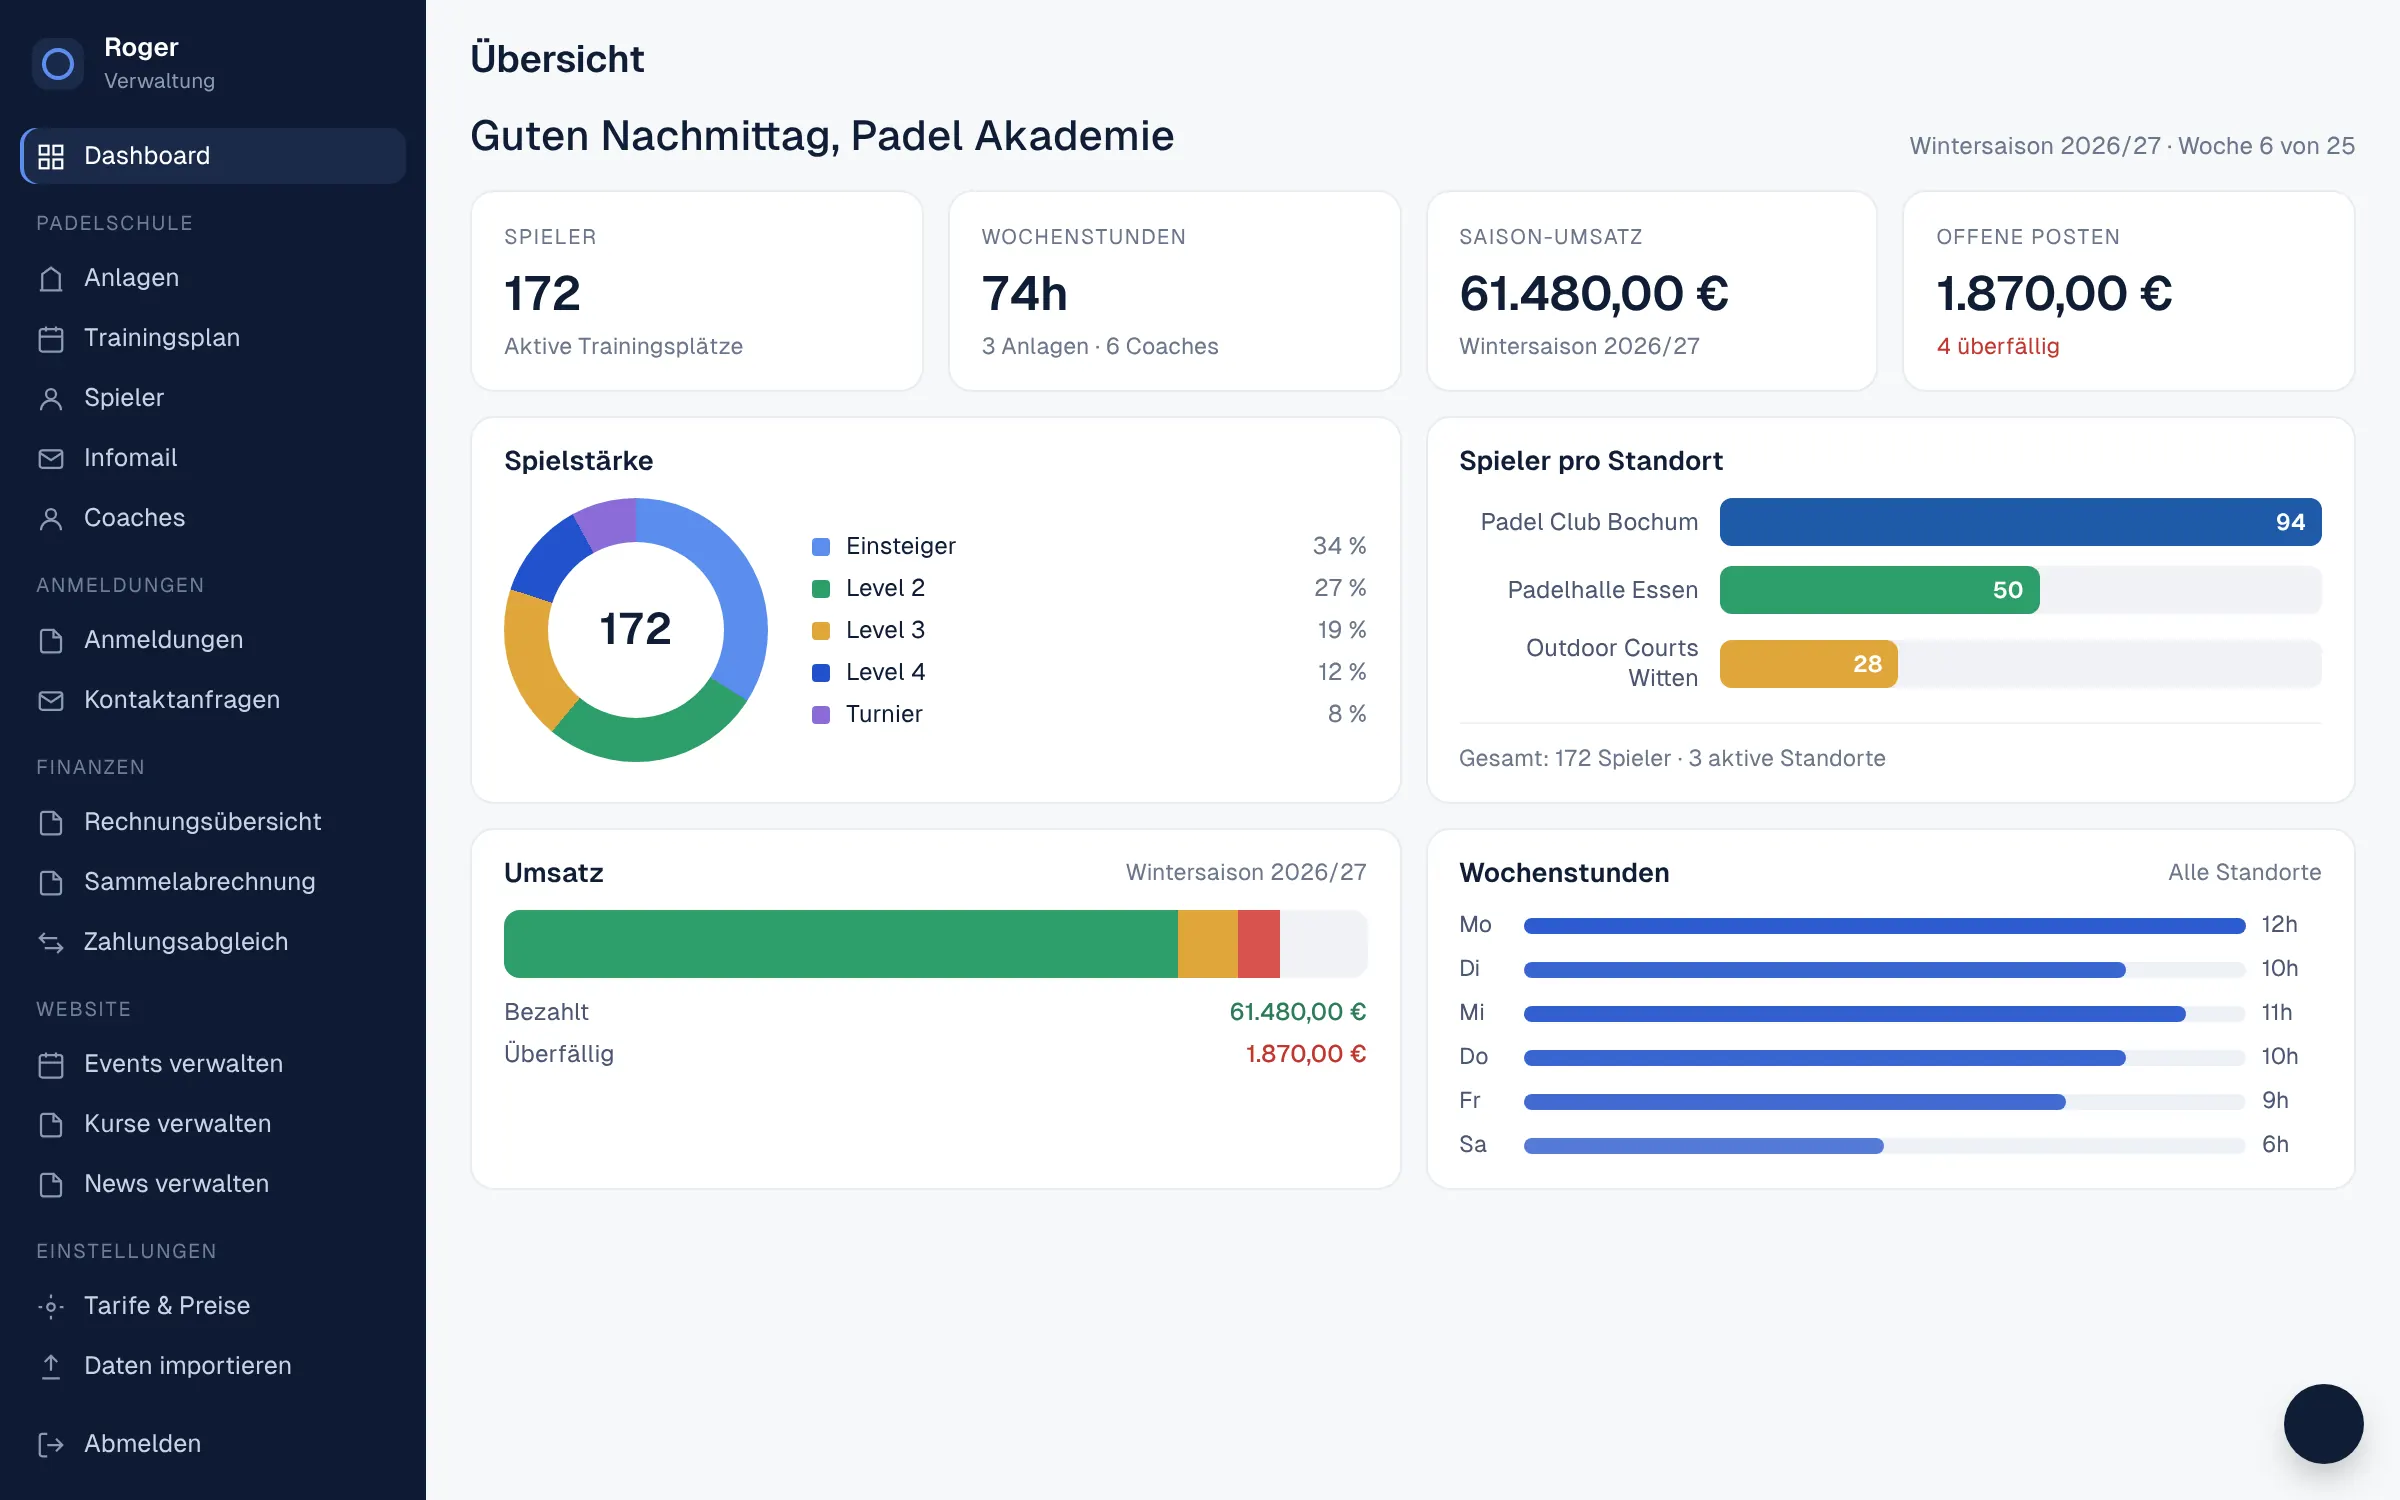 Roger
Verwaltung
Dashboard
PADELSCHULE
Anlagen
Trainingsplan
Spieler
Infomail
Coaches
ANMELDUNGEN
Anmeldungen
Kontaktanfragen
FINANZEN
Rechnungsübersicht
Sammelabrechnung
Zahlungsabgleich
WEBSITE
Events verwalten
Kurse verwalten
News verwalten
EINSTELLUNGEN
Tarife & Preise
Daten importieren
Abmelden
Übersicht
Guten Nachmittag, Padel Akademie
Wintersaison 2026/27 · Woche 6 von 25
SPIELER
172
Aktive Trainingsplätze
WOCHENSTUNDEN
74h
3 Anlagen · 6 Coaches
SAISON-UMSATZ
61.480,00 €
Wintersaison 2026/27
OFFENE POSTEN
1.870,00 €
4 überfällig
Spielstärke
172
Einsteiger 34 %
Level 2 27 %
Level 3 19 %
Level 4 12 %
Turnier 8 %
Spieler pro Standort
Padel Club Bochum 94
Padelhalle Essen 50
Outdoor Courts
Witten 28
Gesamt: 172 Spieler · 3 aktive Standorte
Umsatz Wintersaison 2026/27
Bezahlt 61.480,00 €
Überfällig 1.870,00 €
Wochenstunden Alle Standorte
Mo 12h
Di 10h
Mi 11h
Do 10h
Fr 9h
Sa 6h